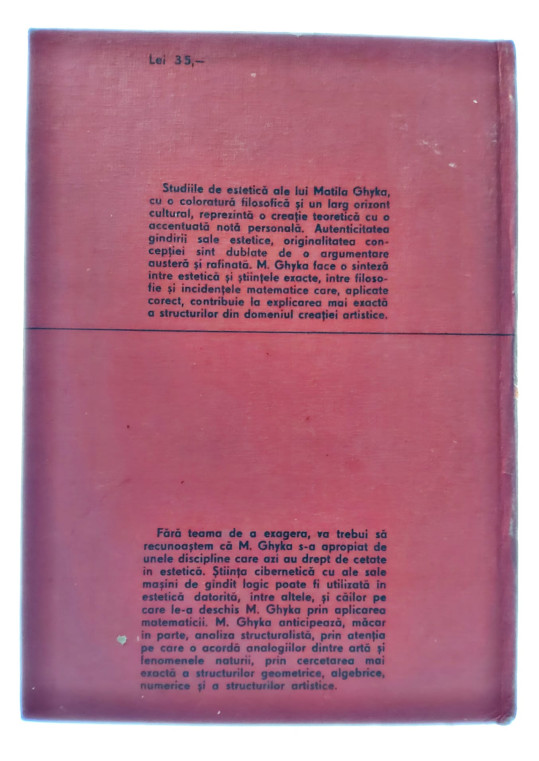 Lei 35,—
Studiile de estetică ale lui Matila Ghyka,
cu o coloratură filosofică și un larg orizont
cultural, reprezintă o creație teoretică cu o
accentuată notă personală. Autenticitatea
gîndirii sale estetice, originalitatea con-
cepției sînt dublate de o argumentare
austeră și rafinată. M. Ghyka face o sinteză
între estetică și științele exacte, între filoso-
fie și incidențele matematice care, aplicate
corect, contribuie la explicarea mai exactă
a structurilor din domeniul creației artistice.
Fără teama de a exagera, va trebui să
recunoaștem că M. Ghyka s-a apropiat de
unele discipline care azi au drept de cetate
în estetică. Știința cibernetică cu ale sale
mașini de gîndit logic poate fi utilizată în
estetică datorită, între altele, și căilor pe
care le-a deschis M. Ghyka prin aplicarea
matematicii. M. Ghyka anticipează, măcar
în parte, analiza structuralistă, prin atenția
pe care o acordă analogiilor dintre artă și
fenomenele naturii, prin cercetarea mai
exactă a structurilor geometrice, algebrice,
numerice și a structurilor artistice.